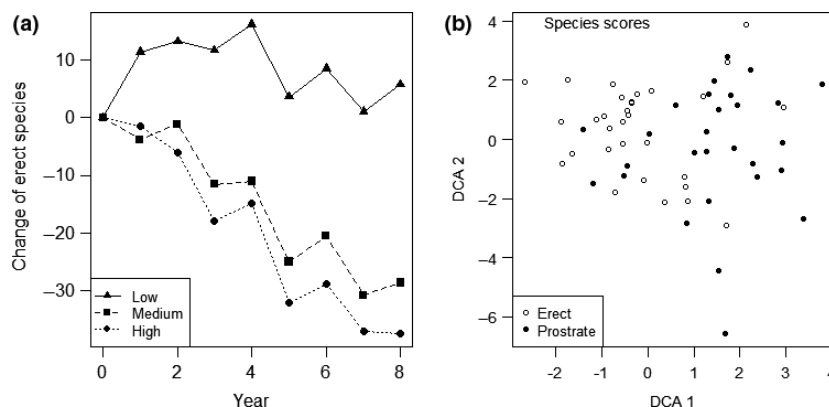 (a)
Change of erect species
10
0
−10
−20
−30
Low
Medium
High
0
2
4
6
8
Year
(b)
Species scores
DCA 2
4
2
0
−2
−4
−6
Erect
Prostrate
-2
-1
0
1
2
3
4
DCA 1